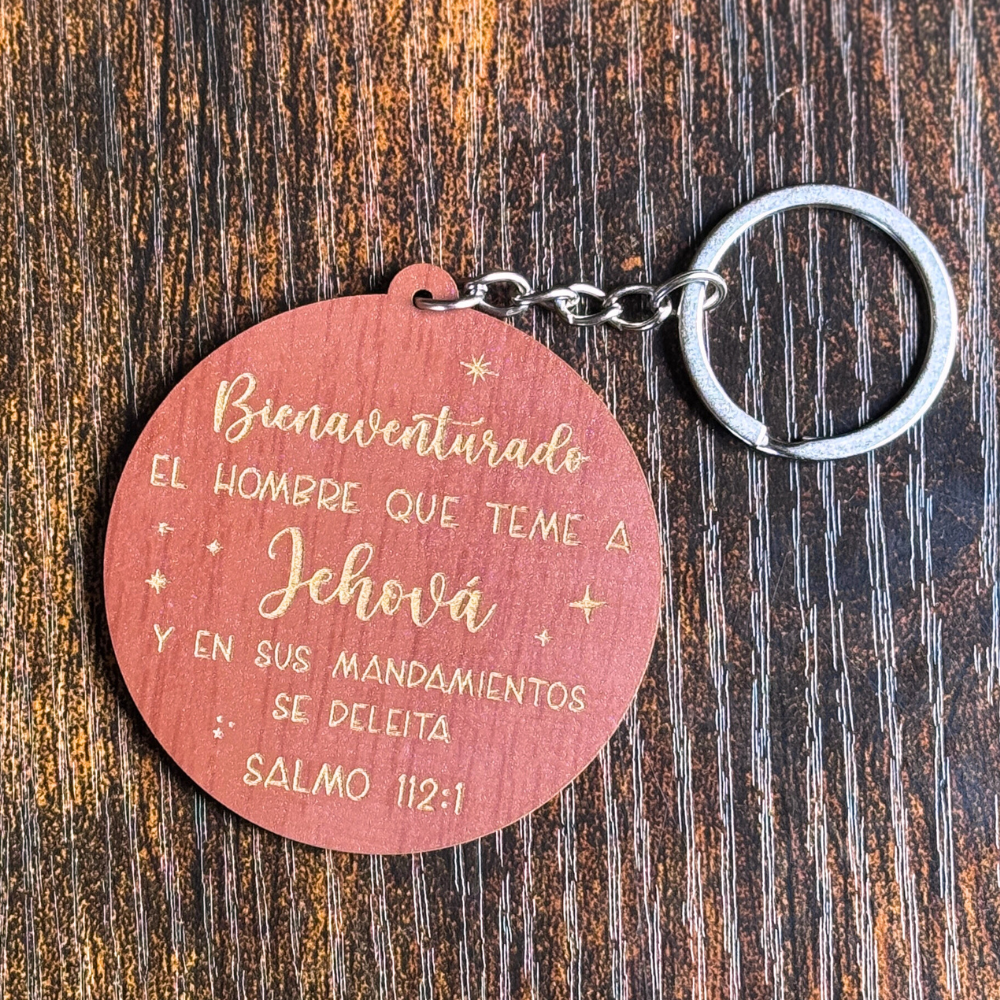 Bienaventurado
EL HOMBRE QUE TEME A
Jehová
Y EN SUS MANDAMIENTOS
SE DELEITA
SALMO 112:1